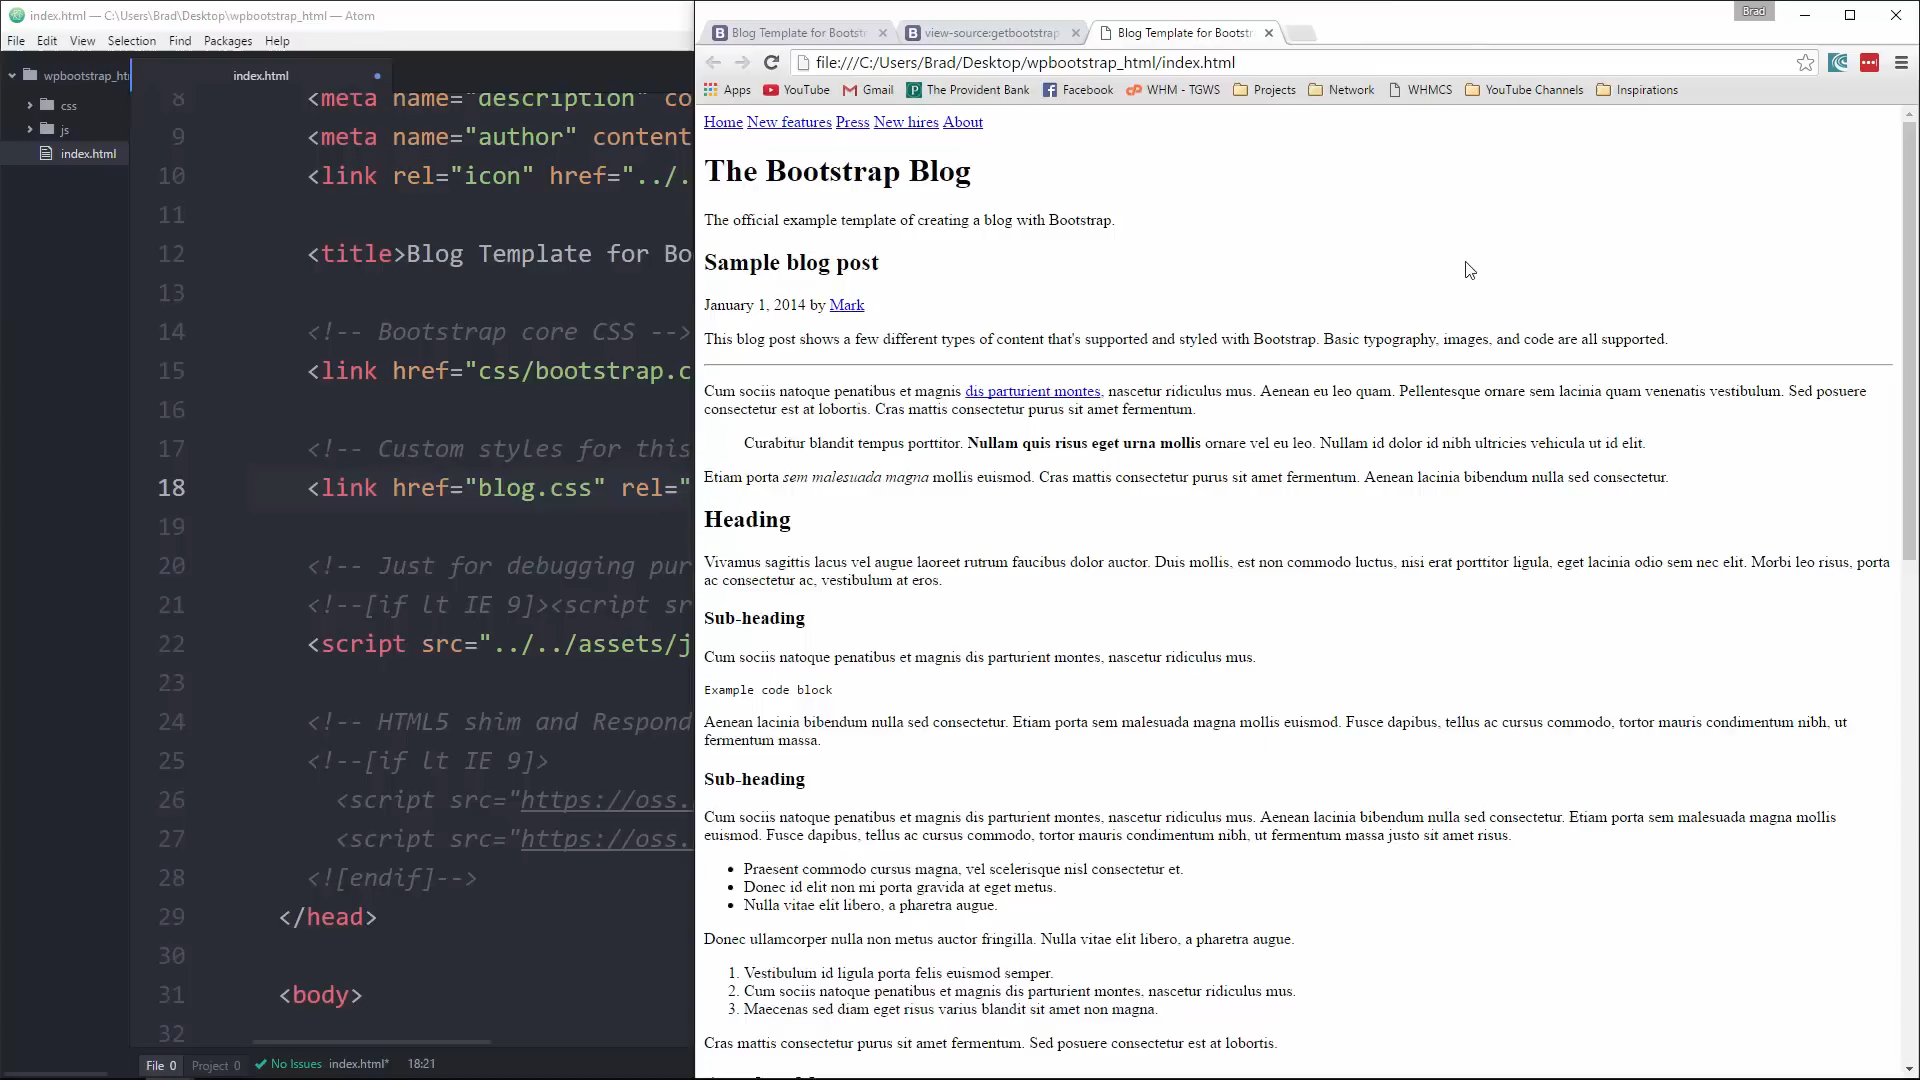 index.html — C:\Users\Brad\Desktop\wpbootstrap_html — Atom
File Edit View Selection Find Packages Help
wpbootstrap_ht
css
js
index.html
index.html
8 <meta name="description" co
9 <meta name="author" content
10 <link rel="icon" href="../.
11
12 <title>Blog Template for Bo
13
14 <!-- Bootstrap core CSS -->
15 <link href="css/bootstrap.c
16
17 <!-- Custom styles for this
18 <link href="blog.css" rel="
19
20 <!-- Just for debugging pur
21 <!--[if lt IE 9]><script sr
22 <script src="../../assets/j
23
24 <!-- HTML5 shim and Respond
25 <!--[if lt IE 9]>
26 <script src="https://oss.
27 <script src="https://oss.
28 <![endif]-->
29 </head>
30
31 <body>
32
File 0 Project 0 No Issues index.html* 18:21
Brad
Blog Template for Bootst view-source:getbootstrap Blog Template for Bootst
file:///C:/Users/Brad/Desktop/wpbootstrap_html/index.html
Apps YouTube Gmail The Provident Bank Facebook WHM - TGWS Projects Network WHMCS YouTube Channels Inspirations
Home New features Press New hires About
The Bootstrap Blog
The official example template of creating a blog with Bootstrap.
Sample blog post
January 1, 2014 by Mark
This blog post shows a few different types of content that's supported and styled with Bootstrap. Basic typography, images, and code are all supported.
Cum sociis natoque penatibus et magnis dis parturient montes, nascetur ridiculus mus. Aenean eu leo quam. Pellentesque ornare sem lacinia quam venenatis vestibulum. Sed posuere
consectetur est at lobortis. Cras mattis consectetur purus sit amet fermentum.
Curabitur blandit tempus porttitor. Nullam quis risus eget urna mollis ornare vel eu leo. Nullam id dolor id nibh ultricies vehicula ut id elit.
Etiam porta sem malesuada magna mollis euismod. Cras mattis consectetur purus sit amet fermentum. Aenean lacinia bibendum nulla sed consectetur.
Heading
Vivamus sagittis lacus vel augue laoreet rutrum faucibus dolor auctor. Duis mollis, est non commodo luctus, nisi erat porttitor ligula, eget lacinia odio sem nec elit. Morbi leo risus, porta
ac consectetur ac, vestibulum at eros.
Sub-heading
Cum sociis natoque penatibus et magnis dis parturient montes, nascetur ridiculus mus.
Example code block
Aenean lacinia bibendum nulla sed consectetur. Etiam porta sem malesuada magna mollis euismod. Fusce dapibus, tellus ac cursus commodo, tortor mauris condimentum nibh, ut
fermentum massa.
Sub-heading
Cum sociis natoque penatibus et magnis dis parturient montes, nascetur ridiculus mus. Aenean lacinia bibendum nulla sed consectetur. Etiam porta sem malesuada magna mollis
euismod. Fusce dapibus, tellus ac cursus commodo, tortor mauris condimentum nibh, ut fermentum massa justo sit amet risus.
• Praesent commodo cursus magna, vel scelerisque nisl consectetur et.
• Donec id elit non mi porta gravida at eget metus.
• Nulla vitae elit libero, a pharetra augue.
Donec ullamcorper nulla non metus auctor fringilla. Nulla vitae elit libero, a pharetra augue.
1. Vestibulum id ligula porta felis euismod semper.
2. Cum sociis natoque penatibus et magnis dis parturient montes, nascetur ridiculus mus.
3. Maecenas sed diam eget risus varius blandit sit amet non magna.
Cras mattis consectetur purus sit amet fermentum. Sed posuere consectetur est at lobortis.